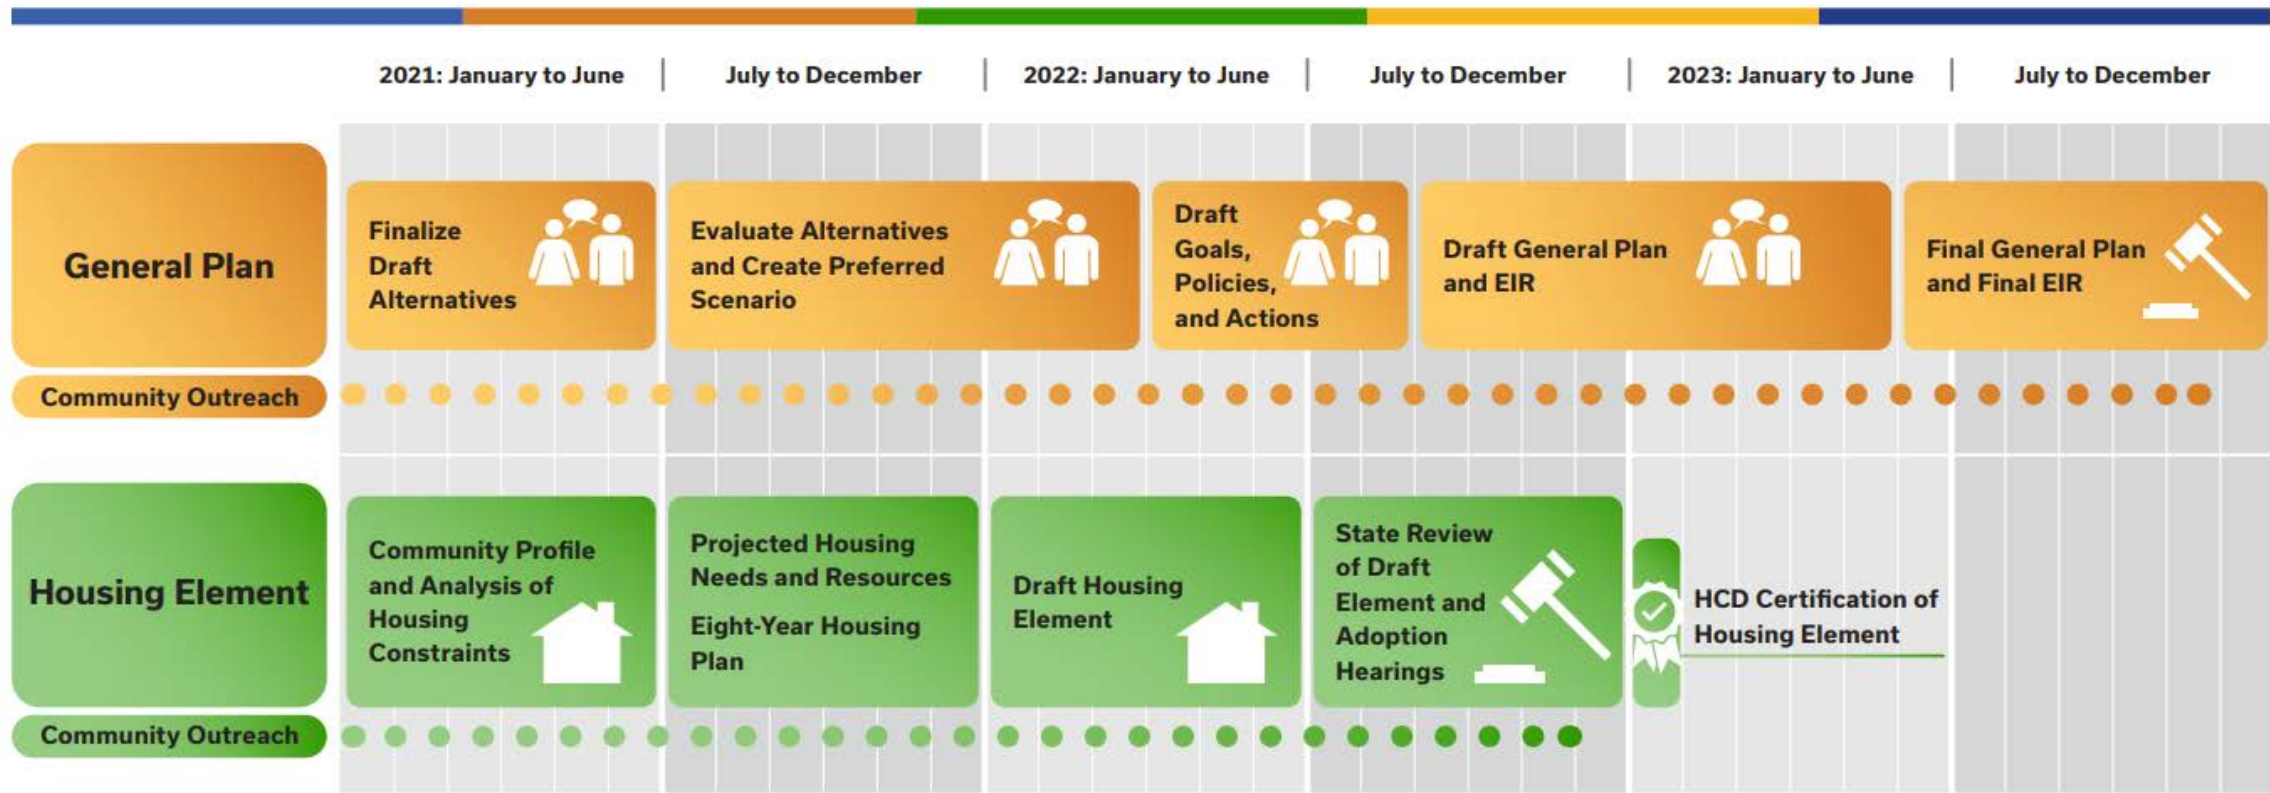 2021: January to June
July to December
2022: January to June
July to December
2023: January to June
July to December
General Plan
Finalize
Draft
Alternatives
Evaluate Alternatives
and Create Preferred
Scenario
Draft
Goals,
Policies,
and Actions
Draft General Plan
and EIR
Final General Plan
and Final EIR
Community Outreach
Housing Element
Community Profile
and Analysis of
Housing
Constraints
Projected Housing
Needs and Resources
Eight-Year Housing
Plan
Draft Housing
Element
State Review
of Draft
Element and
Adoption
Hearings
HCD Certification of
Housing Element
Community Outreach